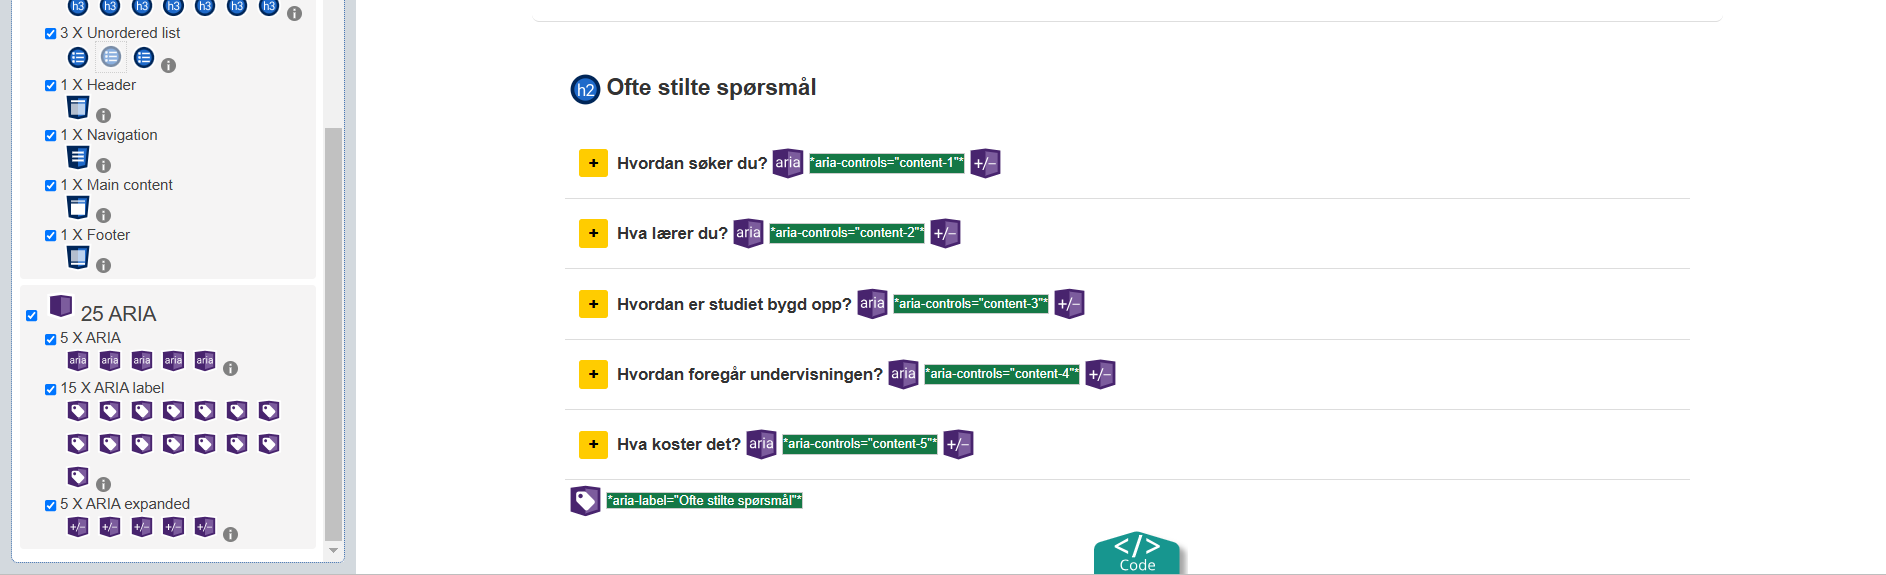 h3 h3 h3 h3 h3 h3 h3 i
3 X Unordered list
i
1 X Header
i
1 X Navigation
i
1 X Main content
i
1 X Footer
i
25 ARIA
5 X ARIA
aria aria aria aria aria i
15 X ARIA label
i
5 X ARIA expanded
+/− +/− +/− +/− +/− i
h2 Ofte stilte spørsmål
+ Hvordan søker du? aria *aria-controls="content-1"* +/−
+ Hva lærer du? aria *aria-controls="content-2"* +/−
+ Hvordan er studiet bygd opp? aria *aria-controls="content-3"* +/−
+ Hvordan foregår undervisningen? aria *aria-controls="content-4"* +/−
+ Hva koster det? aria *aria-controls="content-5"* +/−
*aria-label="Ofte stilte spørsmål"*
</>
Code